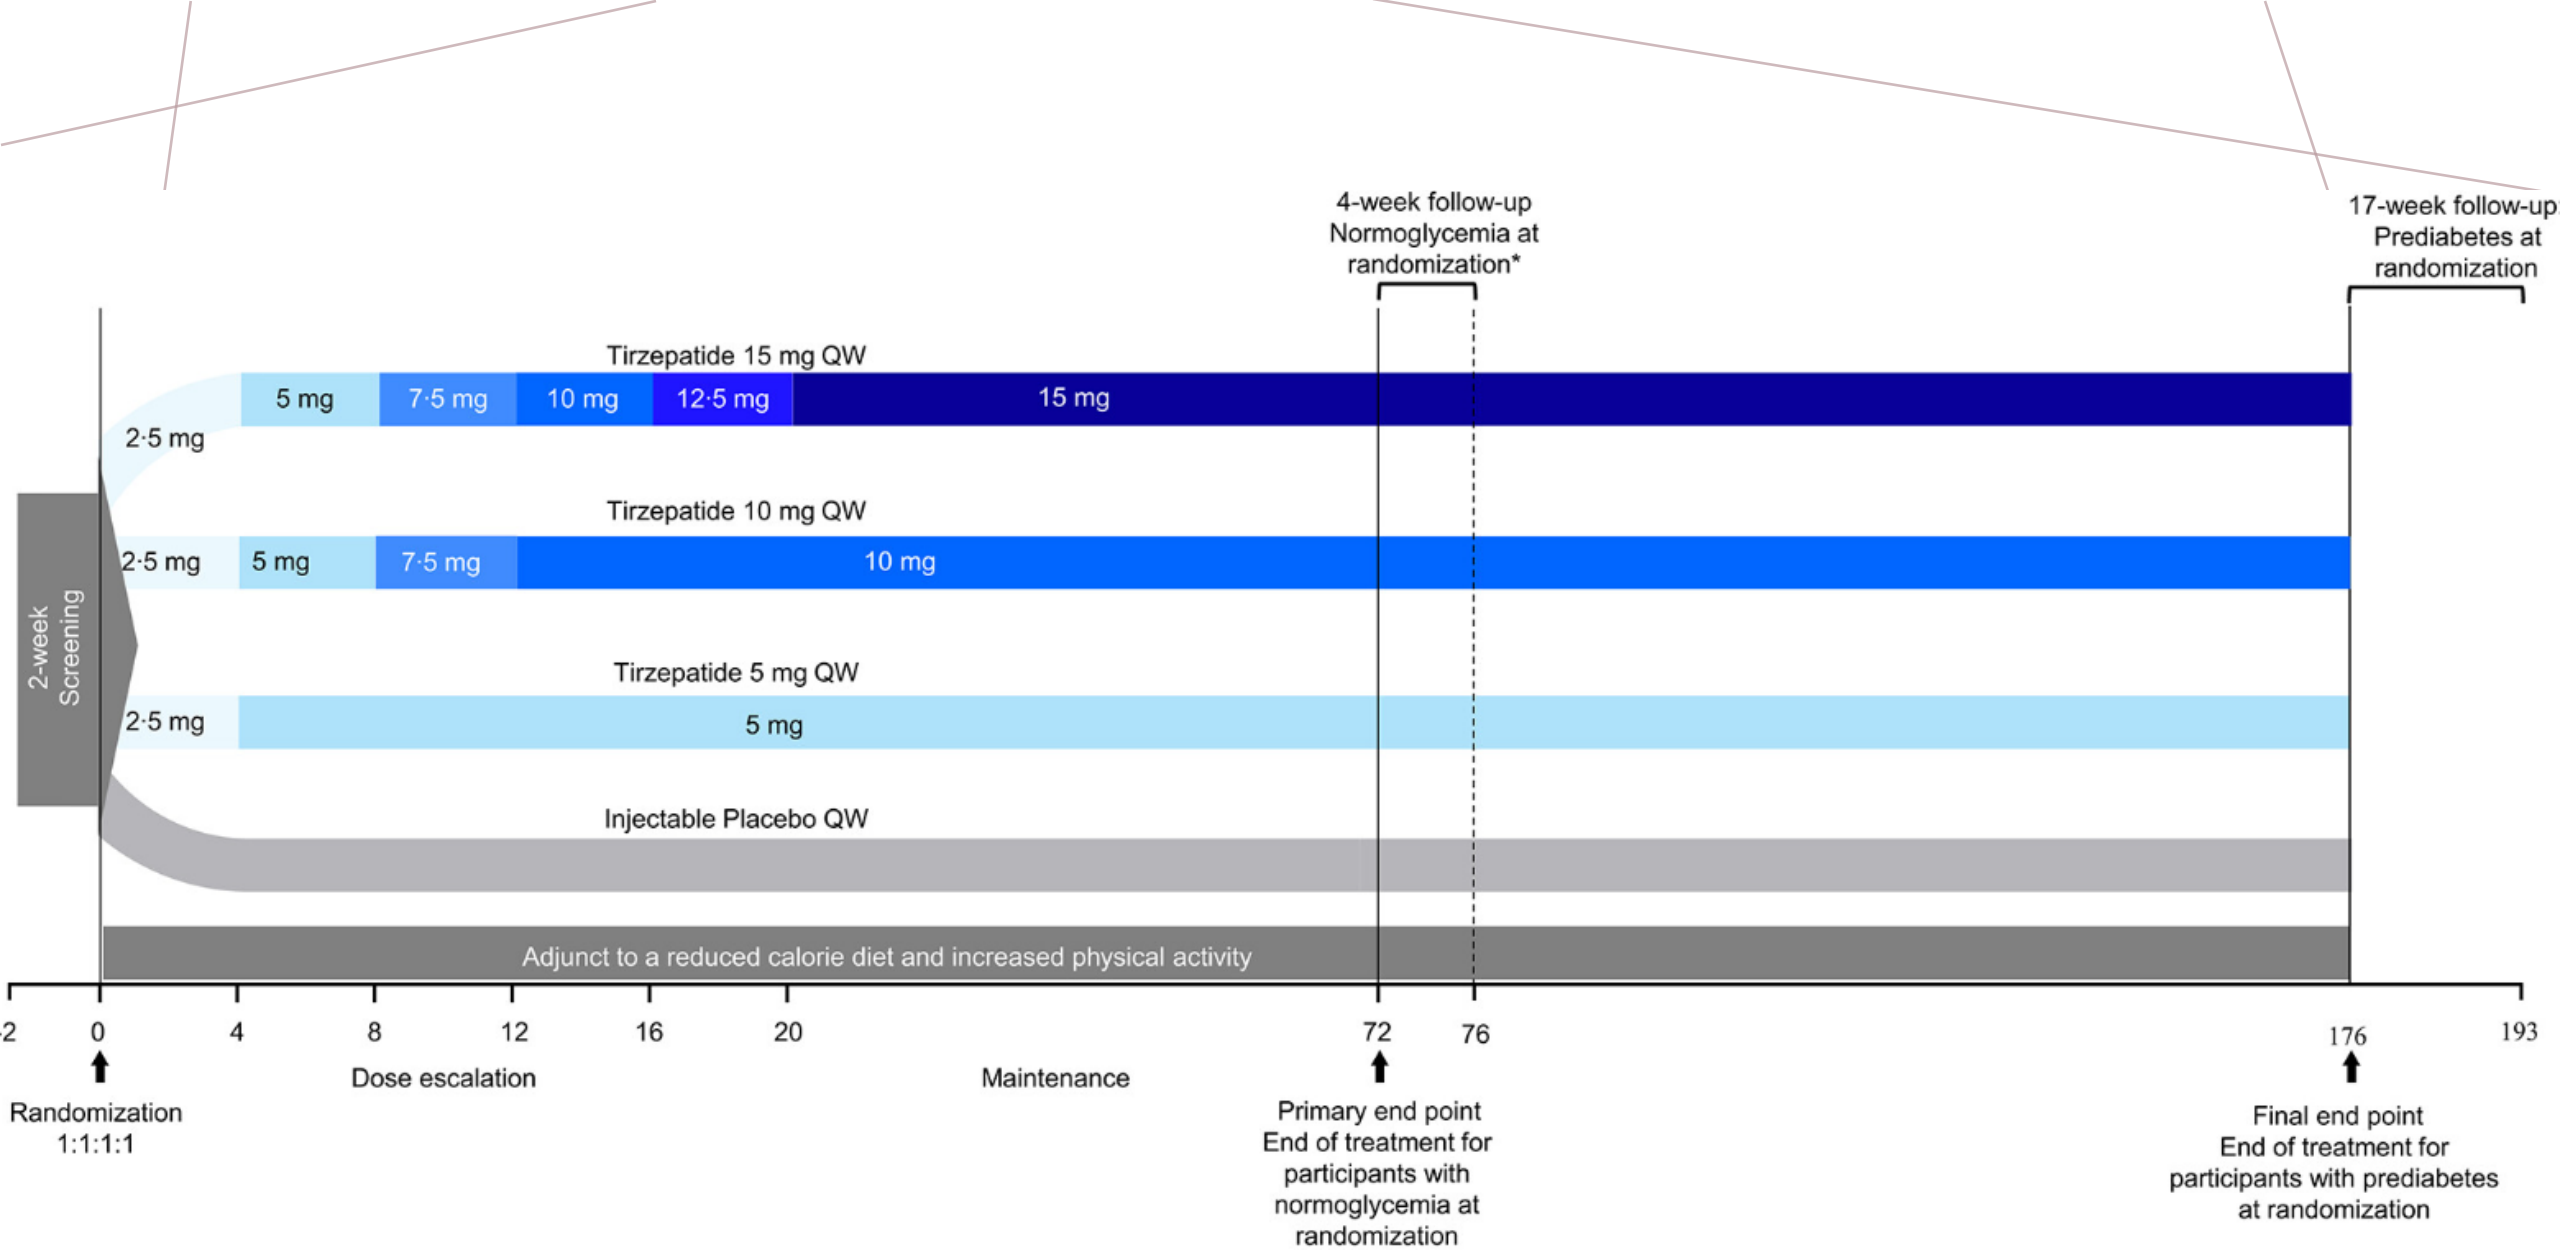 4-week follow-up
Normoglycemia at
randomization*
17-week follow-up:
Prediabetes at
randomization
Tirzepatide 15 mg QW
2·5 mg
5 mg
7·5 mg
10 mg
12·5 mg
15 mg
Tirzepatide 10 mg QW
2·5 mg
5 mg
7·5 mg
10 mg
2-week
Screening
Tirzepatide 5 mg QW
2·5 mg
5 mg
Injectable Placebo QW
Adjunct to a reduced calorie diet and increased physical activity
-2 0 4 8 12 16 20 72 76 176 193
Dose escalation
Maintenance
Randomization
1:1:1:1
Primary end point
End of treatment for
participants with
normoglycemia at
randomization
Final end point
End of treatment for
participants with prediabetes
at randomization